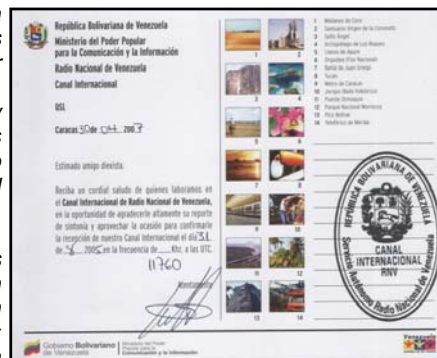 República Bolivariana de Venezuela
Ministerio del Poder Popular
para la Comunicación y la Información
Radio Nacional de Venezuela
Canal Internacional
QSL
Caracas 30 de Oct. 2007
Estimado amigo diexista:
Reciba un cordial saludo de quienes laboramos en
el Canal Internacional de Radio Nacional de Venezuela,
en la oportunidad de agradecerle altamente su reporte
de sintonía y aprovechar la ocasión para confirmarle
la recepción de nuestro Canal Internacional el día 31
de 8 2005 en la frecuencia de Khz. a las UTC.
11760
Atentamente
1 2
3 4
5 6
7 8
9 10
11 12
13 14
1 Médanos de Coro
2 Santuario Virgen de la Coromoto
3 Salto Ángel
4 Archipiélago de Los Roques
5 Llanos de Apure
6 Orquídea (Flor Nacional)
7 Bahía de Juan Griego
8 Tucán
9 Metro de Caracas
10 Joropo (Baile Folklórico)
11 Puente Orinoquia
12 Parque Nacional Morrocoy
13 Pico Bolívar
14 Teleférico de Mérida
REPÚBLICA BOLIVARIANA DE VENEZUELA
CANAL
INTERNACIONAL
RNV
Servicio Autónomo Radio Nacional de Venezuela
Gobierno Bolivariano
de Venezuela
Ministerio del Poder
Popular para la
Comunicación y la Información
Venezuela